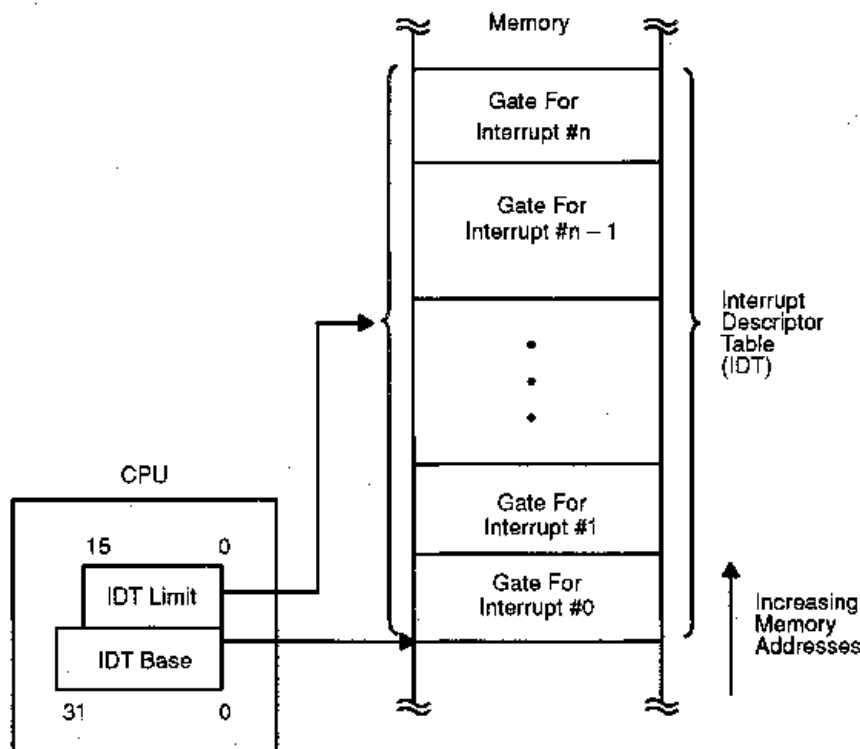 Memory
Gate For
Interrupt #n
Gate For
Interrupt #n – 1
Interrupt
Descriptor
Table
(IDT)
CPU
15 0
IDT Limit
IDT Base
31 0
Gate For
Interrupt #1
Gate For
Interrupt #0
Increasing
Memory
Addresses